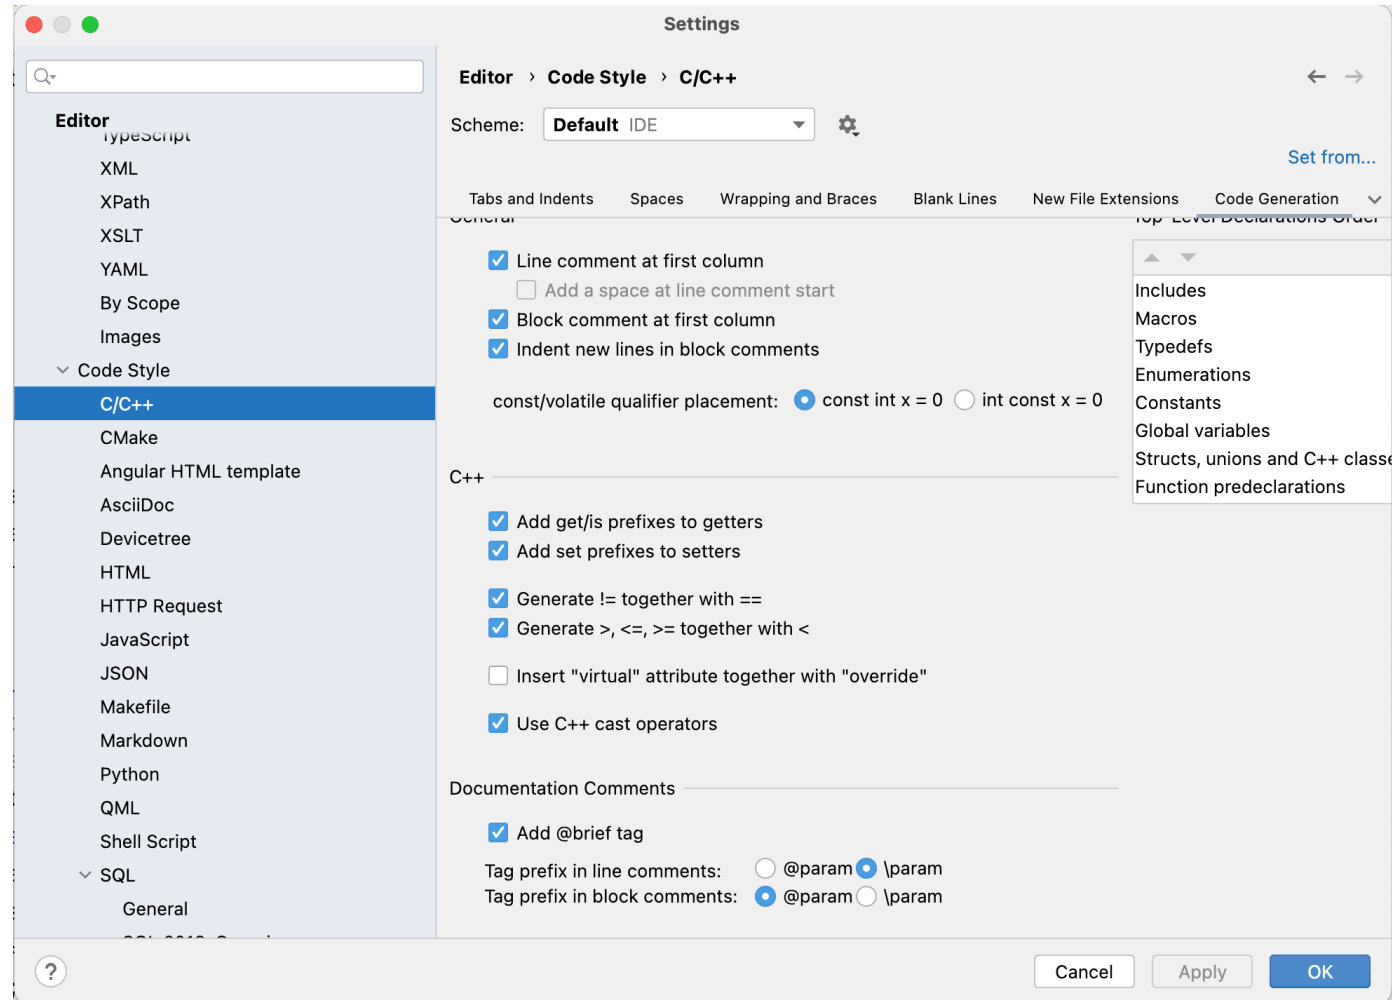 Settings
Editor
TypeScript
XML
XPath
XSLT
YAML
By Scope
Images
Code Style
C/C++
CMake
Angular HTML template
AsciiDoc
Devicetree
HTML
HTTP Request
JavaScript
JSON
Makefile
Markdown
Python
QML
Shell Script
SQL
General
Editor › Code Style › C/C++
Scheme: Default IDE
Set from...
Tabs and Indents Spaces Wrapping and Braces Blank Lines New File Extensions Code Generation
General
Line comment at first column
Add a space at line comment start
Block comment at first column
Indent new lines in block comments
const/volatile qualifier placement: const int x = 0 int const x = 0
C++
Add get/is prefixes to getters
Add set prefixes to setters
Generate != together with ==
Generate >, <=, >= together with <
Insert "virtual" attribute together with "override"
Use C++ cast operators
Documentation Comments
Add @brief tag
Tag prefix in line comments: @param \param
Tag prefix in block comments: @param \param
Top-Level Declarations Order
Includes
Macros
Typedefs
Enumerations
Constants
Global variables
Structs, unions and C++ classe
Function predeclarations
?
Cancel Apply OK